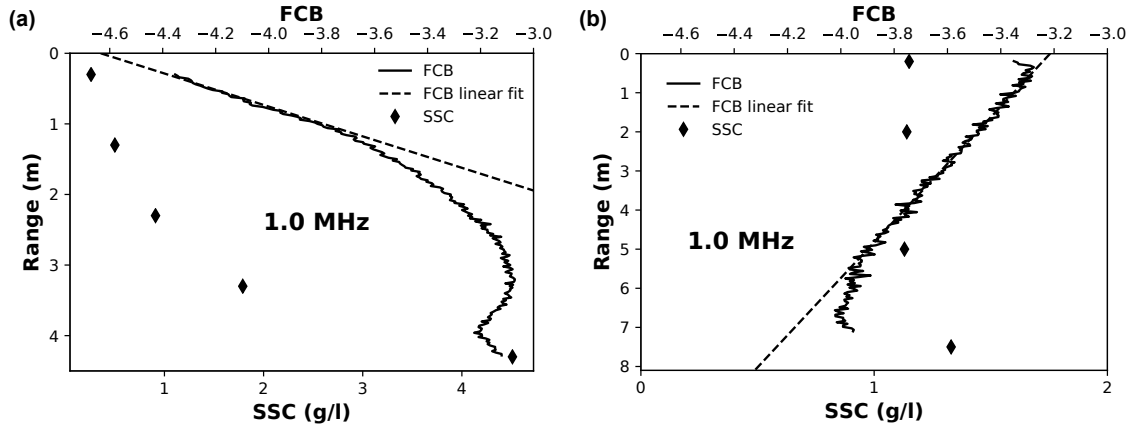 (a)
FCB
−4.6 −4.4 −4.2 −4.0 −3.8 −3.6 −3.4 −3.2 −3.0
FCB
FCB linear fit
SSC
1.0 MHz
Range (m)
0
1
2
3
4
1 2 3 4
SSC (g/l)
(b)
FCB
−4.6 −4.4 −4.2 −4.0 −3.8 −3.6 −3.4 −3.2 −3.0
FCB
FCB linear fit
SSC
1.0 MHz
Range (m)
0
1
2
3
4
5
6
7
8
0 1 2
SSC (g/l)